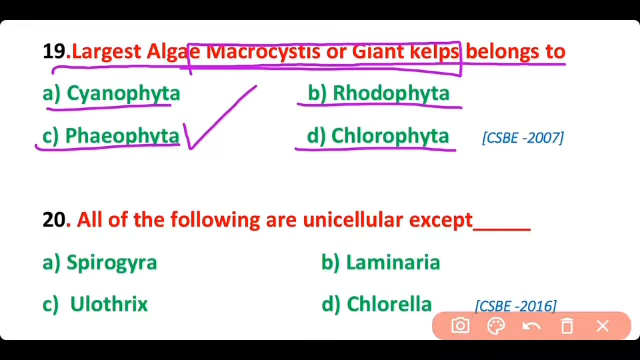 19.Largest Algae Macrocystis or Giant kelps belongs to
a) Cyanophyta b) Rhodophyta
c) Phaeophyta d) Chlorophyta [CSBE -2007]
20. All of the following are unicellular except_____
a) Spirogyra b) Laminaria
c) Ulothrix d) Chlorella [CSBE -2016]